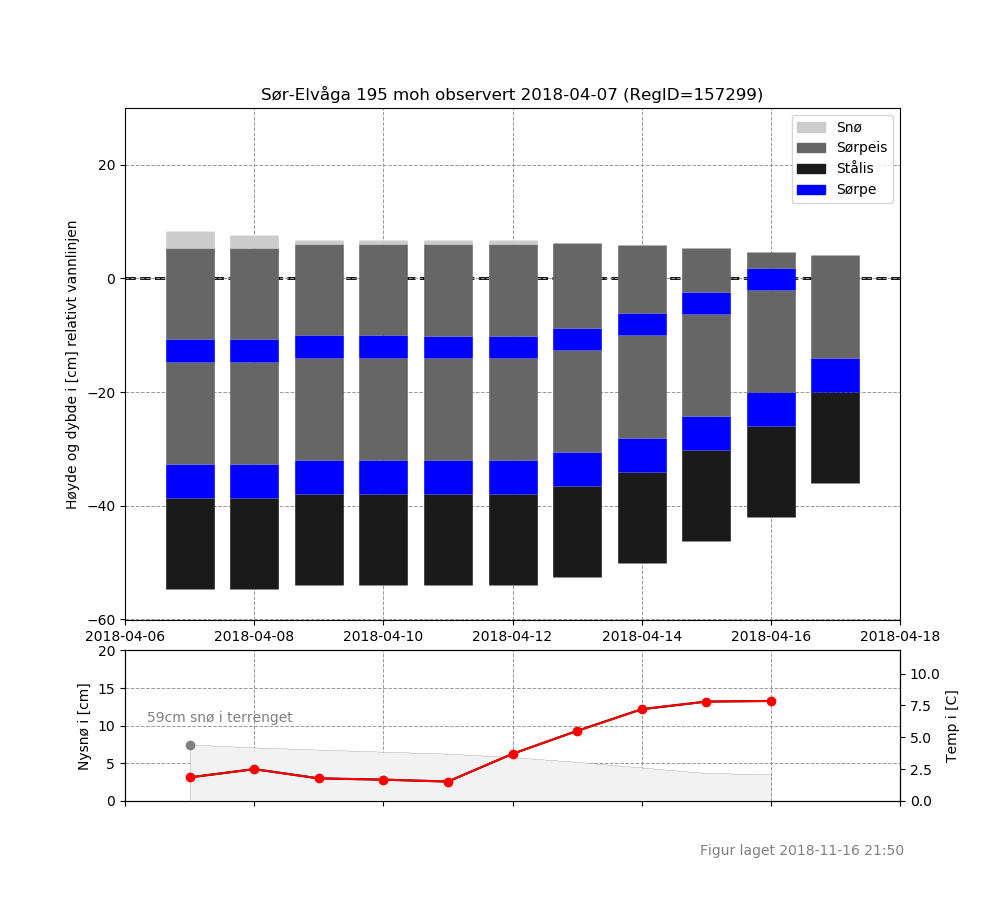 Sør-Elvåga 195 moh observert 2018-04-07 (RegID=157299)
Snø
Sørpeis
Stålis
Sørpe
Høyde og dybde i [cm] relativt vannlinjen
20
0
−20
−40
−60
2018-04-06 2018-04-08 2018-04-10 2018-04-12 2018-04-14 2018-04-16 2018-04-18
Nysnø i [cm]
20
15
10
5
0
59cm snø i terrenget
10.0
7.5
5.0
2.5
0.0
Temp i [C]
Figur laget 2018-11-16 21:50